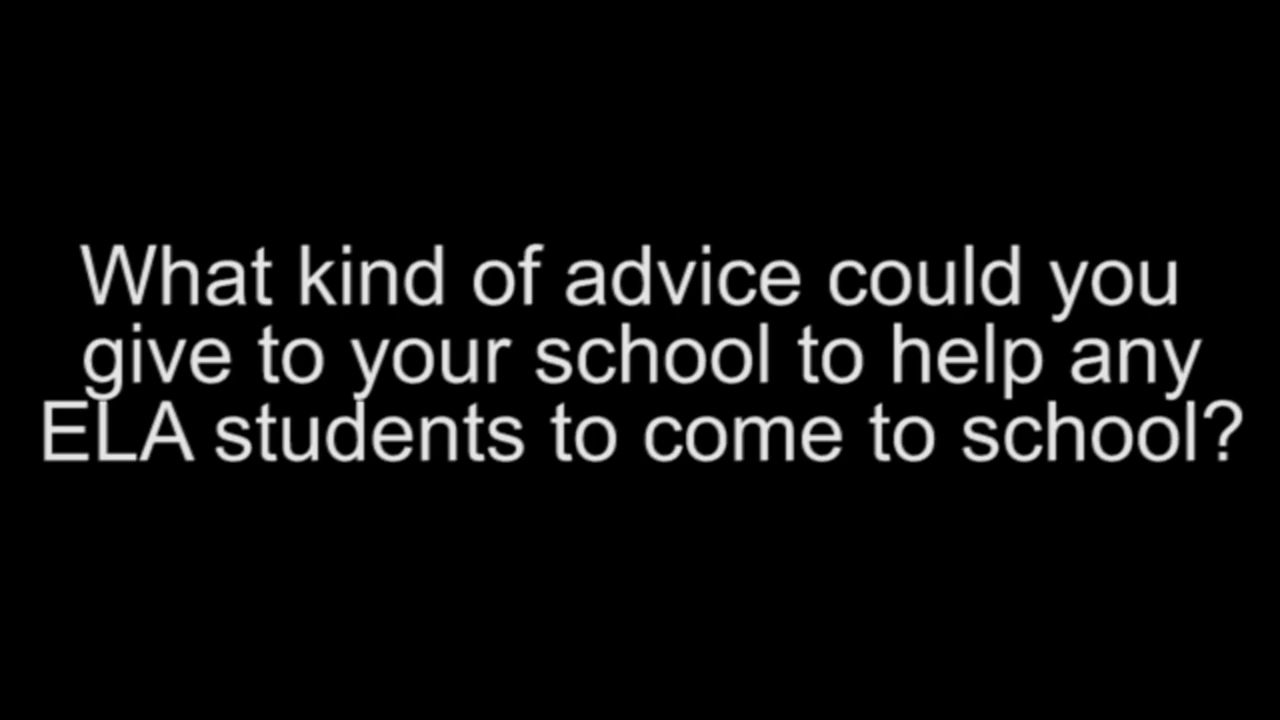 What kind of advice could you
give to your school to help any
ELA students to come to school?